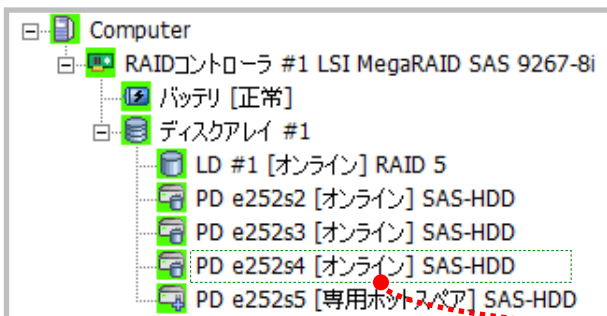 Computer
RAIDコントローラ #1 LSI MegaRAID SAS 9267-8i
バッテリ [正常]
ディスクアレイ #1
LD #1 [オンライン] RAID 5
PD e252s2 [オンライン] SAS-HDD
PD e252s3 [オンライン] SAS-HDD
PD e252s4 [オンライン] SAS-HDD
PD e252s5 [専用ホットスペア] SAS-HDD